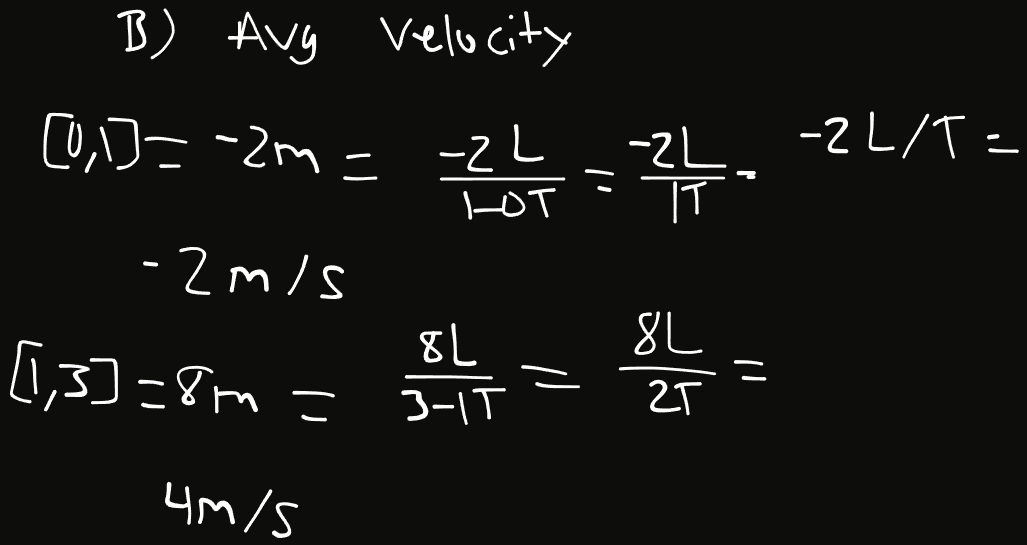 B) Avg Velocity
[0,1] = -2m = -2L/1-0T = -2L/1T = -2L/T =
-2m/s
[1,3] = 8m = 8L/3-1T = 8L/2T =
4m/s